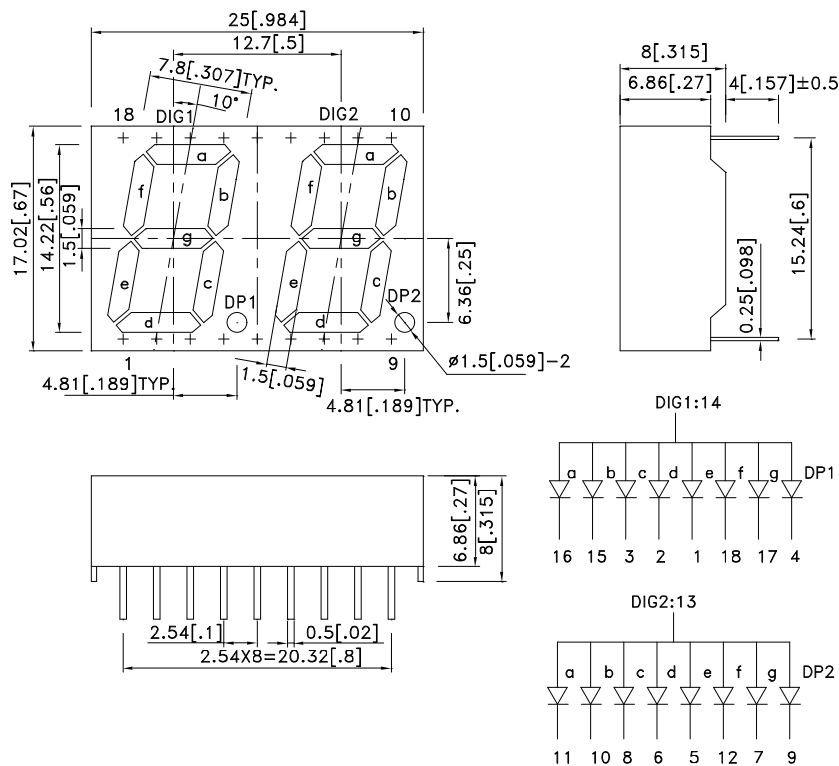 25[.984]
12.7[.5]
7.8[.307]TYP.
10°
18 DIG1 DIG2 10
17.02[.67]
14.22[.56]
1.5[.059]
a
f
b
g
e
c
d
DP1
a
f
b
g
e
c
d
DP2
6.36[.25]
1
9
4.81[.189]TYP.
1.5[.059]
ø1.5[.059]-2
4.81[.189]TYP.
8[.315]
6.86[.27]
4[.157]±0.5
15.24[.6]
0.25[.098]
6.86[.27]
8[.315]
2.54[.1]
0.5[.02]
2.54X8=20.32[.8]
DIG1:14
a b c d e f g DP1
16 15 3 2 1 18 17 4
DIG2:13
a b c d e f g DP2
11 10 8 6 5 12 7 9